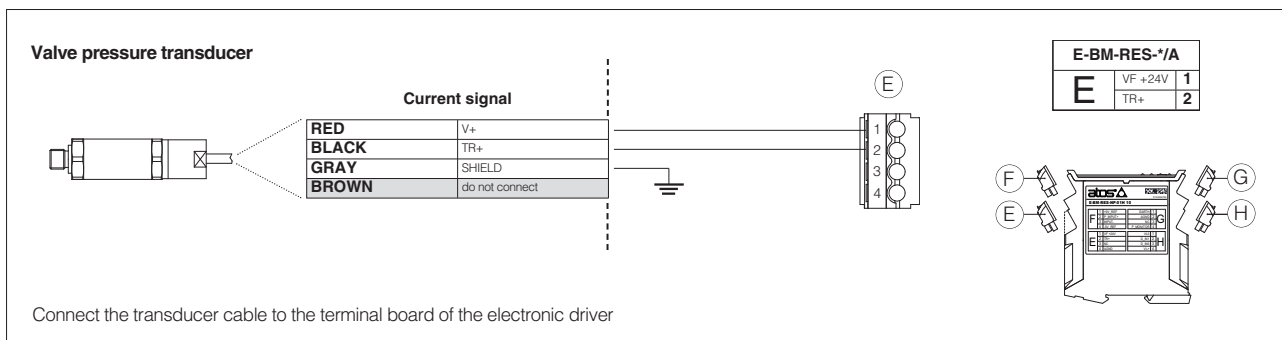 Valve pressure transducer
Current signal
RED V+
BLACK TR+
GRAY SHIELD
BROWN do not connect
E
1
2
3
4
E-BM-RES-*/A
E
VF +24V 1
TR+ 2
F
E
G
H
atos
F
G
E
H
Connect the transducer cable to the terminal board of the electronic driver